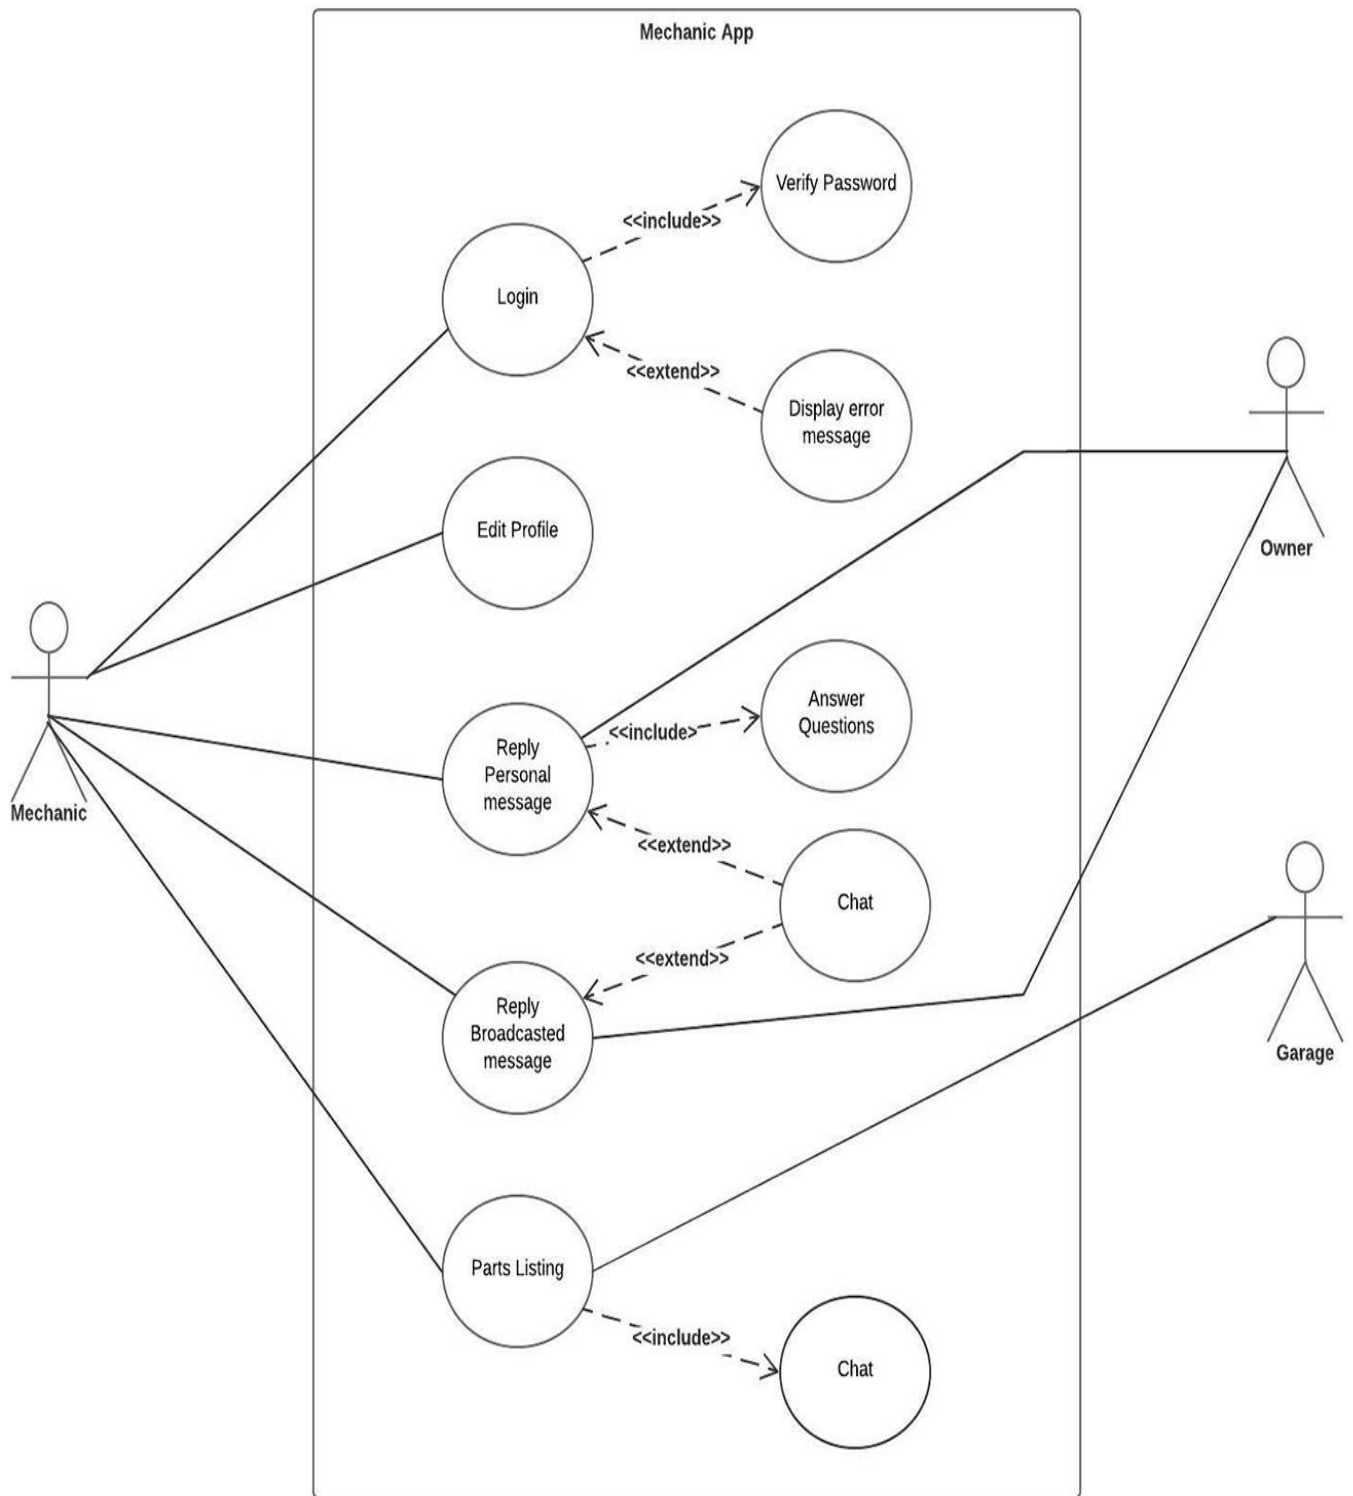 Mechanic App
Verify Password
<<include>>
Login
<<extend>>
Display error
message
Edit Profile
Owner
Answer
Questions
<<include>
Reply
Personal
message
Mechanic
<<extend>>
Chat
<<extend>>
Reply
Broadcasted
message
Garage
Parts Listing
<<include>>
Chat